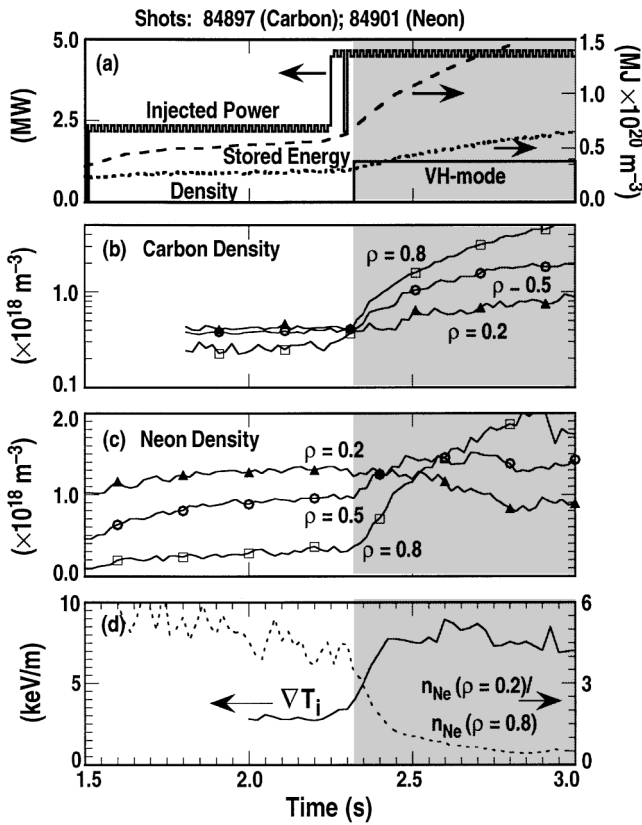 Shots: 84897 (Carbon); 84901 (Neon)
5.0
(a)
1.5
(MW)
Injected Power
1.0
2.5
Stored Energy
0.5
(MJ ×10²⁰ m⁻³)
Density
VH-mode
0.0
0.0
(b) Carbon Density
ρ = 0.8
ρ – 0.5
1.0
(×10¹⁸ m⁻³)
ρ = 0.2
0.1
2.0
(c) Neon Density
ρ = 0.2
(×10¹⁸ m⁻³)
1.0
ρ = 0.5
ρ = 0.8
0.0
10
(d)
6
(keV/m)
4
5
∇Tᵢ
n_Ne (ρ = 0.2)/
n_Ne (ρ = 0.8)
2
0
0
1.5
2.0
2.5
3.0
Time (s)